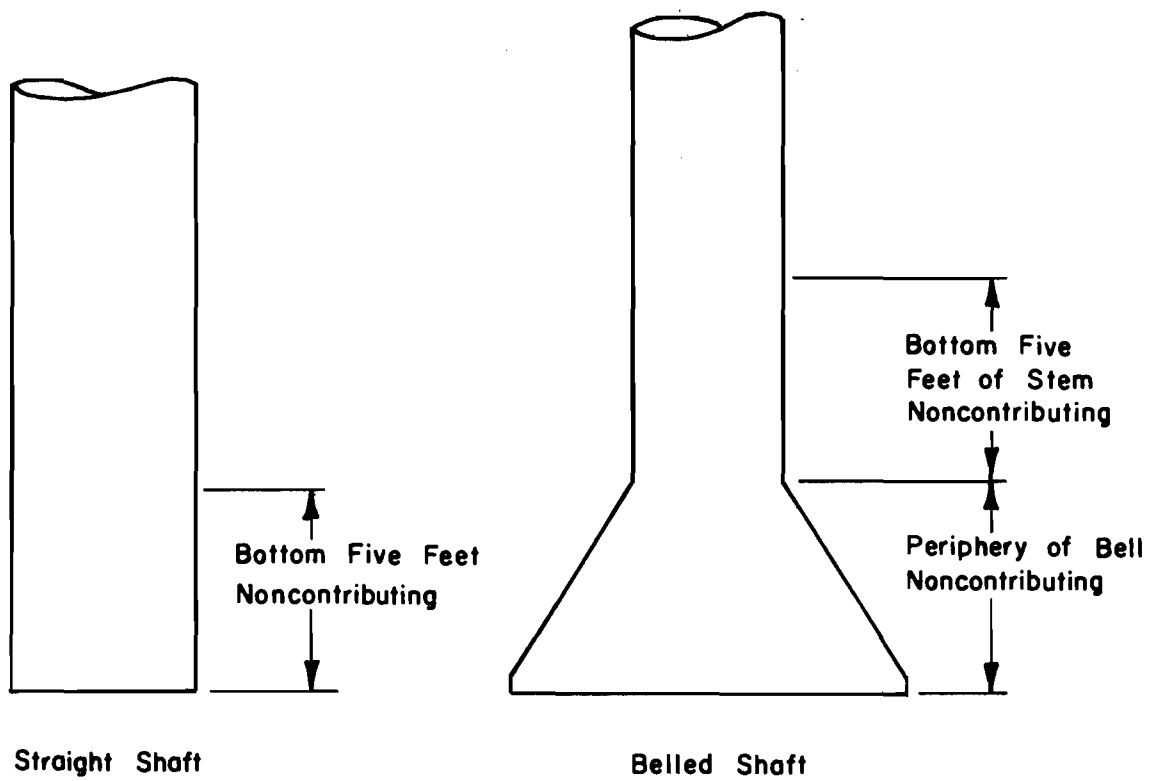 Bottom Five
Feet of Stem
Noncontributing
Bottom Five Feet
Noncontributing
Periphery of Bell
Noncontributing
Straight Shaft
Belled Shaft